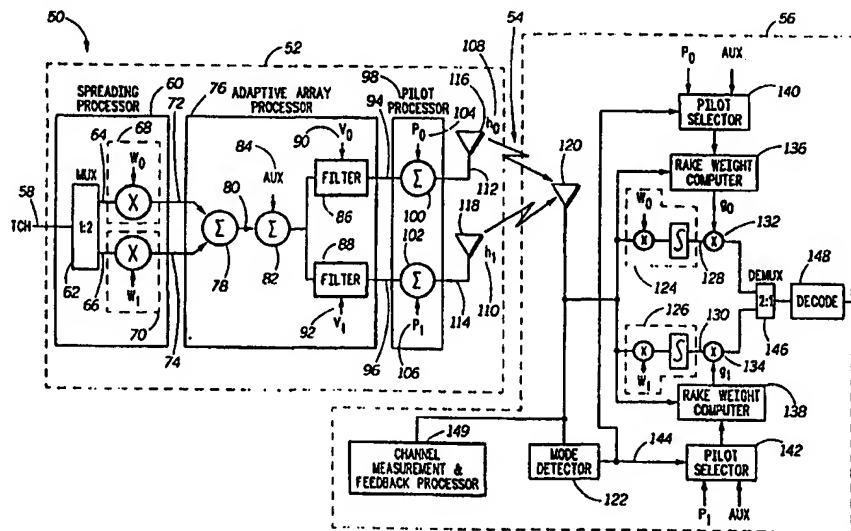 50
52
54
56
SPREADING
PROCESSOR
60
64
68
72
76
ADAPTIVE ARRAY
PROCESSOR
98
PILOT
PROCESSOR
108
116
94
90
V0
84
AUX
104
P0
h0
W0
MUX
58
TCH
1:2
X
80
FILTER
Σ
112
86
100
120
Σ
Σ
118
78
82
88
102
h1
X
FILTER
Σ
62
66
W1
110
92
V1
P1
114
70
74
96
106
P0
AUX
PILOT
SELECTOR
140
RAKE WEIGHT
COMPUTER
136
W0
g0
132
X
∫
X
128
124
DEMUX
148
2:1
DECODE
126
130
X
∫
X
146
W1
g1
134
RAKE WEIGHT
COMPUTER
138
149
CHANNEL
MEASUREMENT &
FEEDBACK PROCESSOR
MODE
DETECTOR
122
144
PILOT
SELECTOR
142
P1
AUX